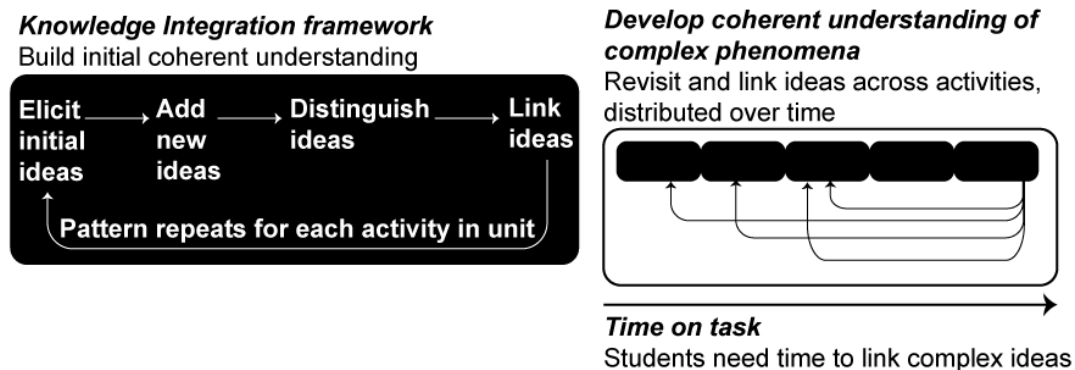 Knowledge Integration framework
Build initial coherent understanding
Elicit initial ideas
Add new ideas
Distinguish ideas
Link ideas
Pattern repeats for each activity in unit
Develop coherent understanding of
complex phenomena
Revisit and link ideas across activities,
distributed over time
Time on task
Students need time to link complex ideas